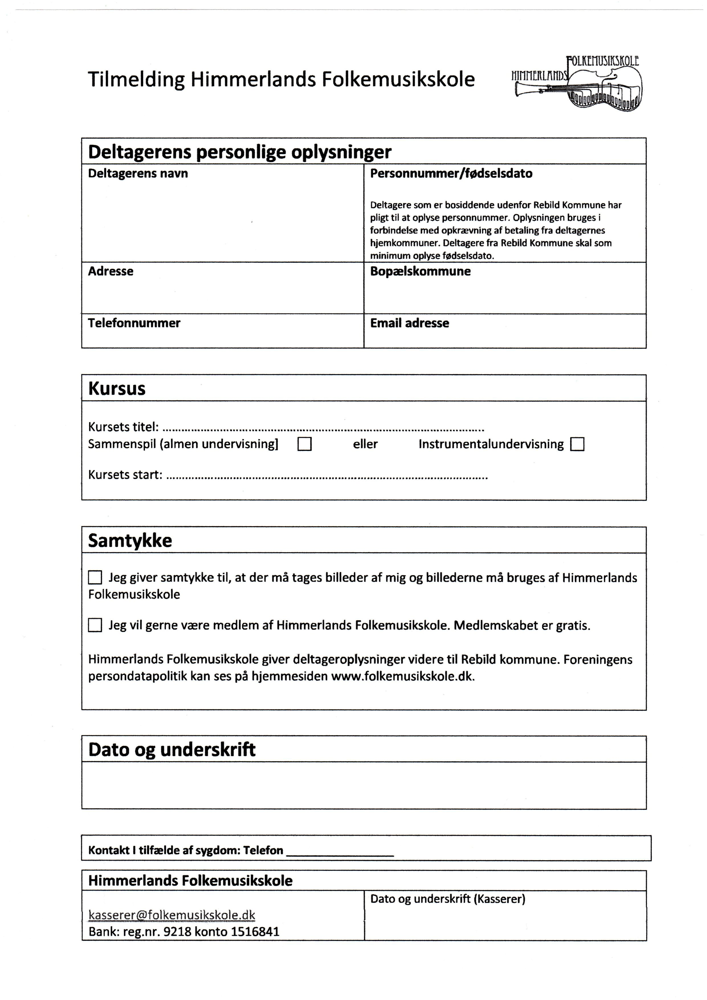 Tilmelding Himmerlands Folkemusikskole
FOLKEMUSIKSKOLE
HIMMERLANDS
Deltagerens personlige oplysninger
Deltagerens navn
Personnummer/fødselsdato
Deltagere som er bosiddende udenfor Rebild Kommune har
pligt til at oplyse personnummer. Oplysningen bruges i
forbindelse med opkrævning af betaling fra deltagernes
hjemkommuner. Deltagere fra Rebild Kommune skal som
minimum oplyse fødselsdato.
Adresse
Bopælskommune
Telefonnummer
Email adresse
Kursus
Kursets titel: ........................................................................................................
Sammenspil (almen undervisning] eller Instrumentalundervisning
Kursets start: ........................................................................................................
Samtykke
Jeg giver samtykke til, at der må tages billeder af mig og billederne må bruges af Himmerlands
Folkemusikskole
Jeg vil gerne være medlem af Himmerlands Folkemusikskole. Medlemskabet er gratis.
Himmerlands Folkemusikskole giver deltageroplysninger videre til Rebild kommune. Foreningens
persondatapolitik kan ses på hjemmesiden www.folkemusikskole.dk.
Dato og underskrift
Kontakt I tilfælde af sygdom: Telefon ________________
Himmerlands Folkemusikskole
kasserer@folkemusikskole.dk
Bank: reg.nr. 9218 konto 1516841
Dato og underskrift (Kasserer)